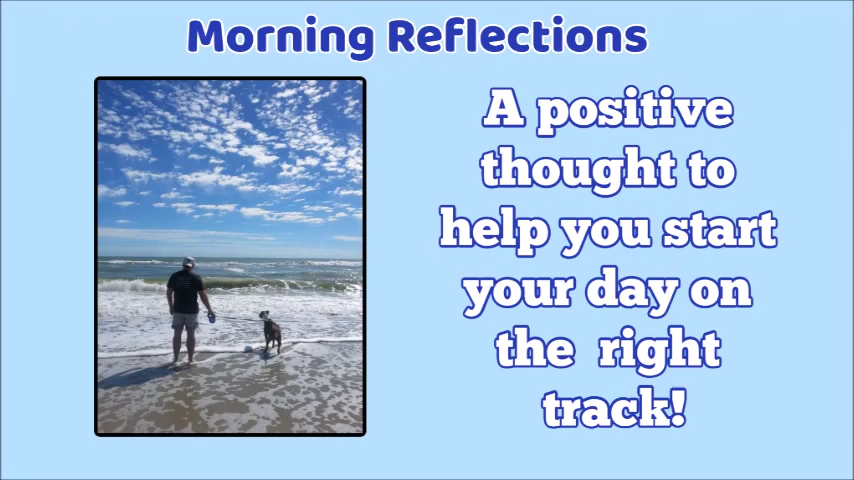 Morning Reflections
A positive
thought to
help you start
your day on
the right
track!